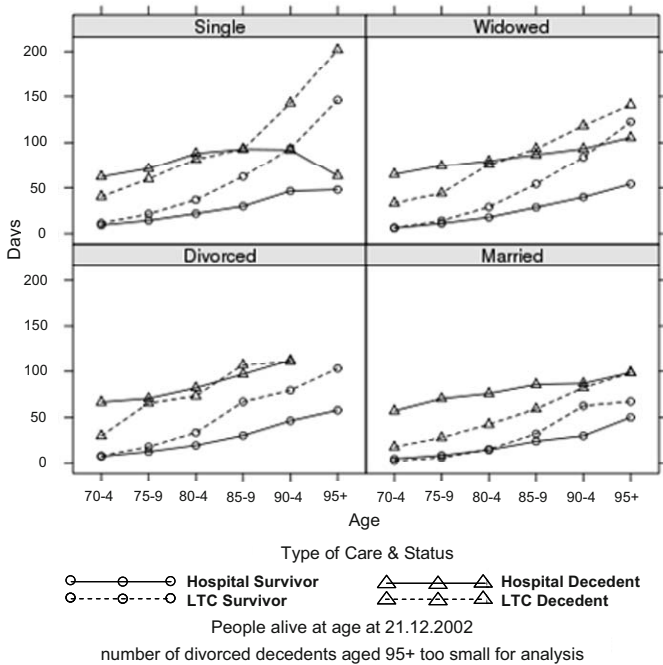 Single Widowed
200
150
100
50
0
Days
Divorced Married
200
150
100
50
0
70-4 75-9 80-4 85-9 90-4 95+ 70-4 75-9 80-4 85-9 90-4 95+
Age
Type of Care & Status
Hospital Survivor Hospital Decedent
LTC Survivor LTC Decedent
People alive at age at 21.12.2002
number of divorced decedents aged 95+ too small for analysis